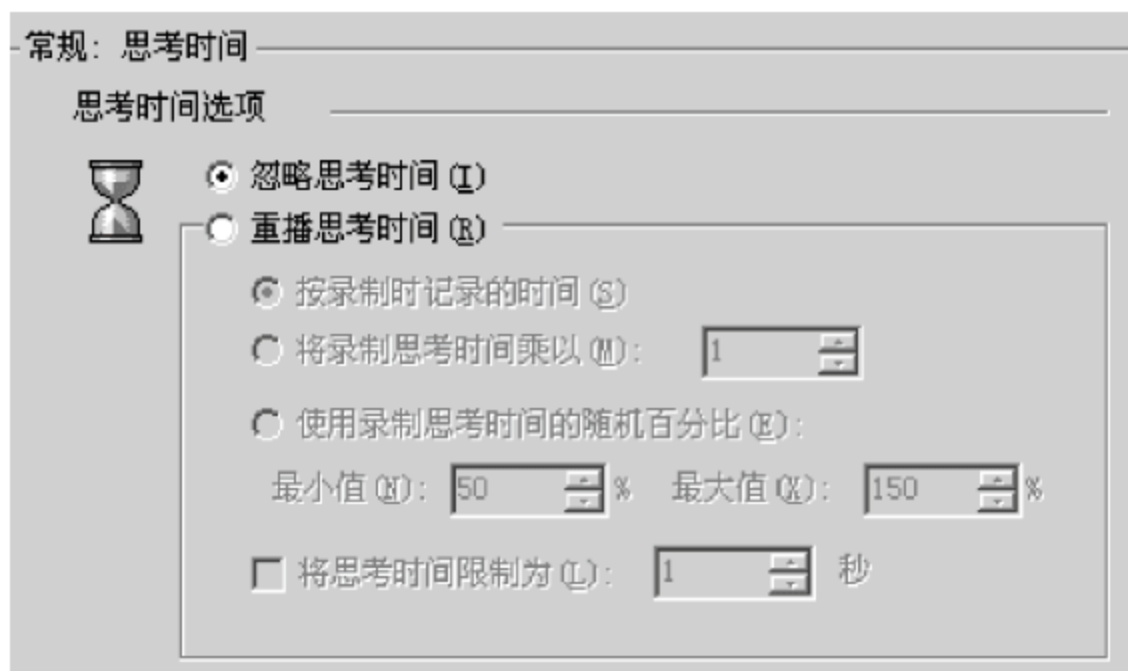 常规: 思考时间
思考时间选项
忽略思考时间(I)
重播思考时间(R)
按录制时记录的时间(S)
将录制思考时间乘以(M): 1
使用录制思考时间的随机百分比(E):
最小值(N): 50 % 最大值(X): 150 %
将思考时间限制为(L): 1 秒